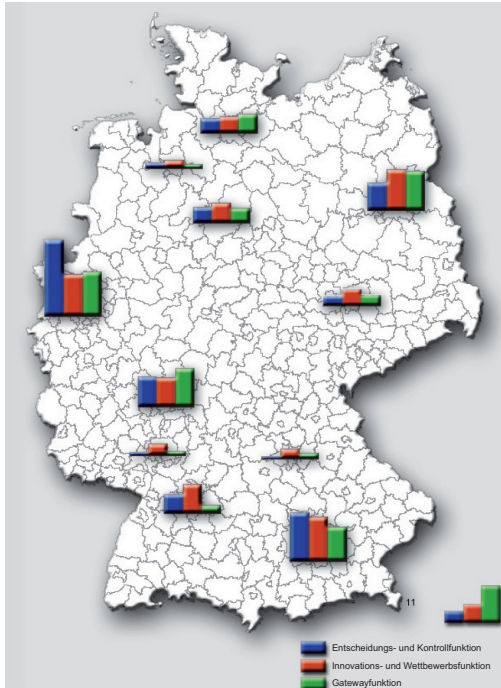 11
Entscheidungs- und Kontrollfunktion
Innovations- und Wettbewerbsfunktion
Gatewayfunktion